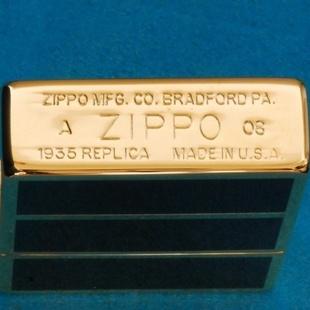 ZIPPO MFG. CO. BRADFORD PA.
A ZIPPO 08
1935 REPLICA MADE IN U.S.A.